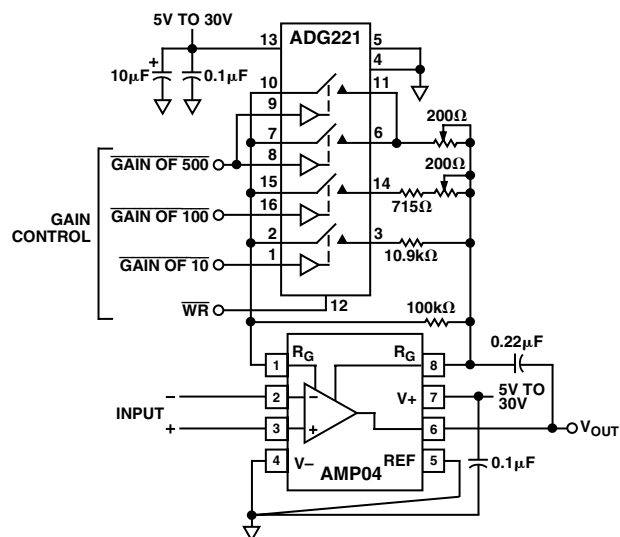 5V TO 30V
ADG221
13
5
4
10µF
+
0.1µF
10
11
9
200Ω
7
6
GAIN OF 500
8
200Ω
15
14
GAIN
CONTROL
GAIN OF 100
16
715Ω
2
3
GAIN OF 10
1
10.9kΩ
WR
12
100kΩ
0.22µF
1
RG
RG
8
V+
7
5V TO
30V
–
2
–
INPUT
+
3
+
6
VOUT
4
V–
REF
5
0.1µF
AMP04